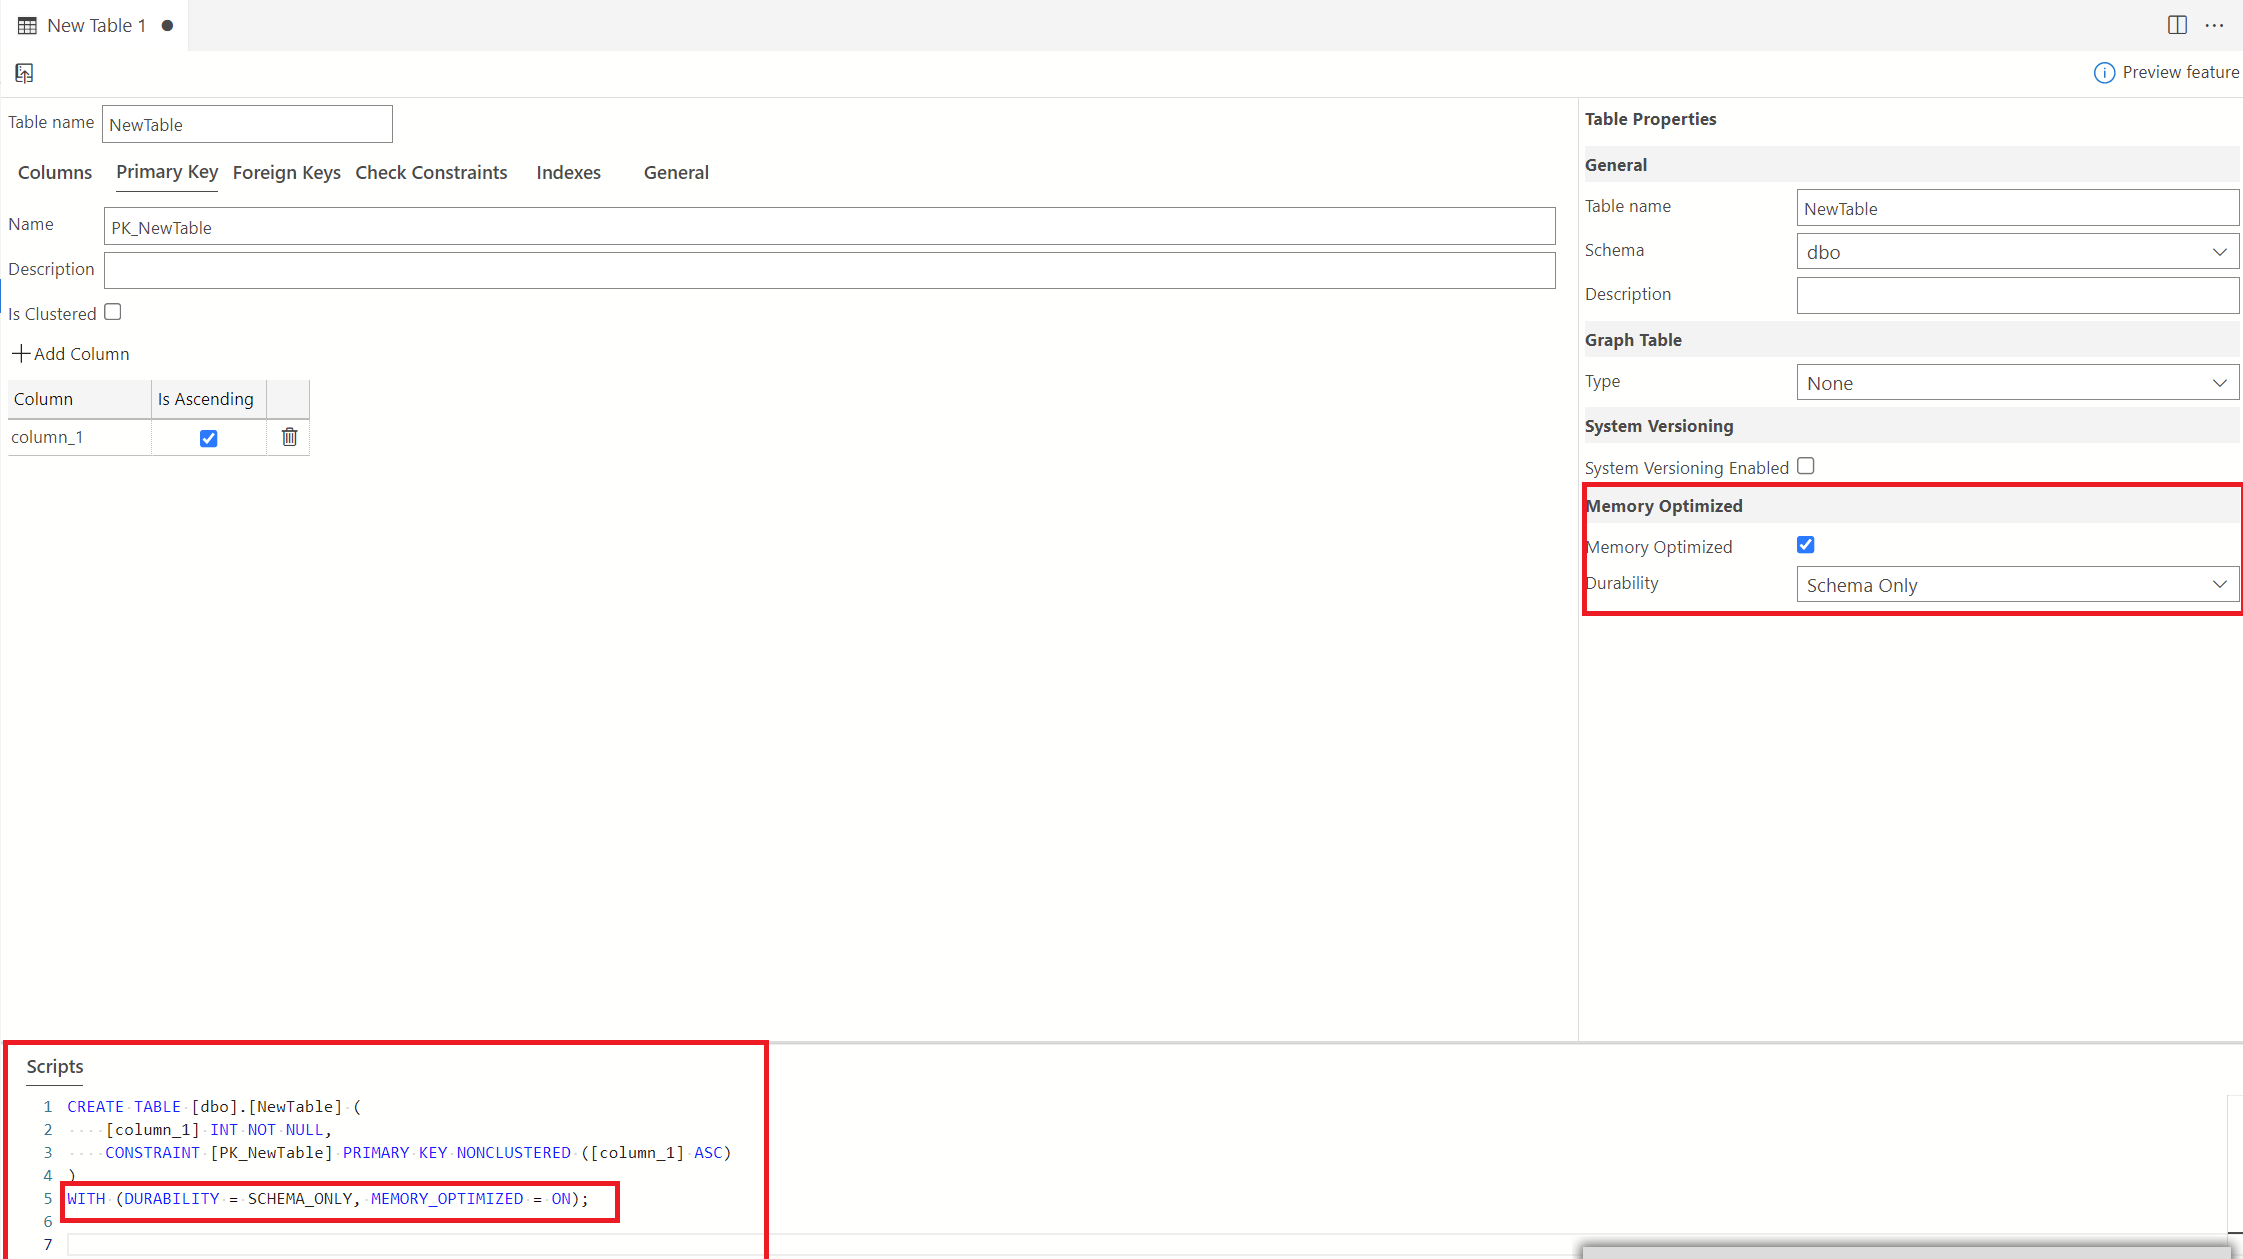 New Table 1
Preview feature
Table name NewTable
Columns Primary Key Foreign Keys Check Constraints Indexes General
Name PK_NewTable
Description
Is Clustered
Add Column
Column Is Ascending
column_1
Table Properties
General
Table name NewTable
Schema dbo
Description
Graph Table
Type None
System Versioning
System Versioning Enabled
Memory Optimized
Memory Optimized
Durability Schema Only
Scripts
1 CREATE TABLE [dbo].[NewTable] (
2 [column_1] INT NOT NULL,
3 CONSTRAINT [PK_NewTable] PRIMARY KEY NONCLUSTERED ([column_1] ASC)
4 )
5 WITH (DURABILITY = SCHEMA_ONLY, MEMORY_OPTIMIZED = ON);
6
7